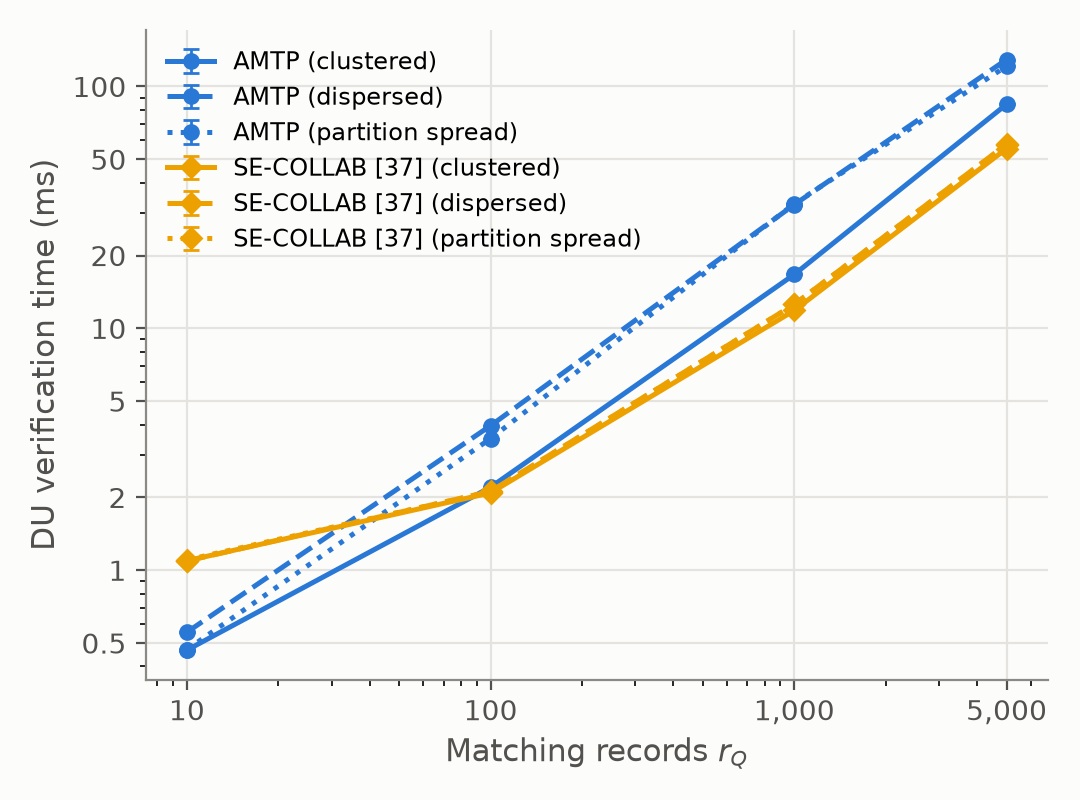 AMTP (clustered)
AMTP (dispersed)
AMTP (partition spread)
SE-COLLAB [37] (clustered)
SE-COLLAB [37] (dispersed)
SE-COLLAB [37] (partition spread)
DU verification time (ms)
100
50
20
10
5
2
1
0.5
10
100
1,000
5,000
Matching records r_Q